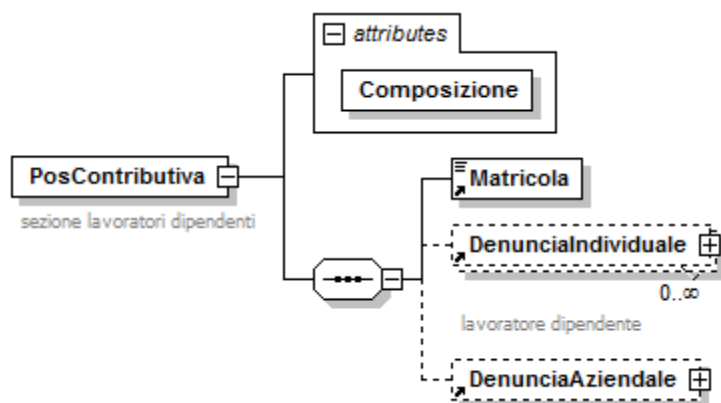 attributes
Composizione
PosContributiva
sezione lavoratori dipendenti
Matricola
DenunciaIndividuale
0..∞
lavoratore dipendente
DenunciaAziendale